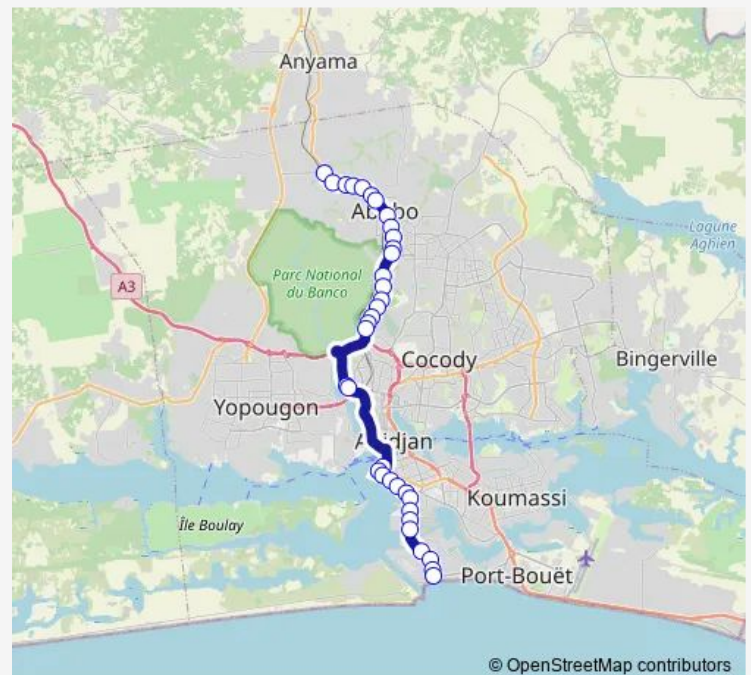 Anyama
Abobo
Lagune
Aghien
Parc National
du Banco
A3
Cocody
Bingerville
Yopougon
Abidjan
Koumassi
Île Boulay
Port-Bouët
© OpenStreetMap contributors